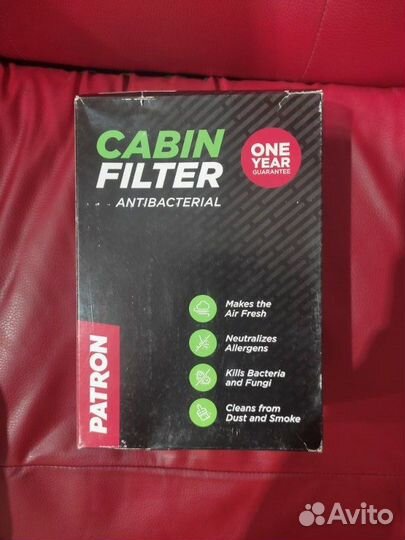 CABIN
FILTER
ANTIBACTERIAL
ONE
YEAR
GUARANTEE
Makes the
Air Fresh
Neutralizes
Allergens
Kills Bacteria
and Fungi
Cleans from
Dust and Smoke
PATRON
Avito